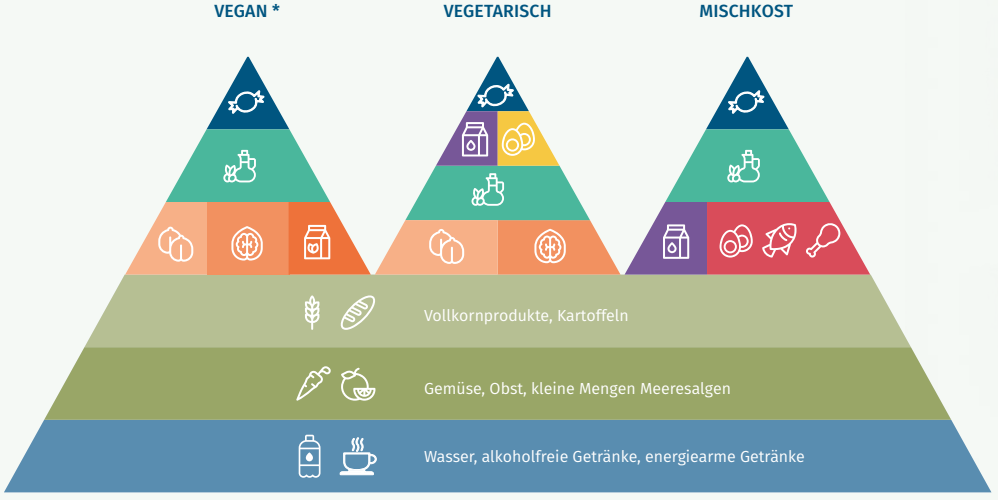 VEGAN *
VEGETARISCH
MISCHKOST
Vollkornprodukte, Kartoffeln
Gemüse, Obst, kleine Mengen Meeresalgen
Wasser, alkoholfreie Getränke, energiearme Getränke